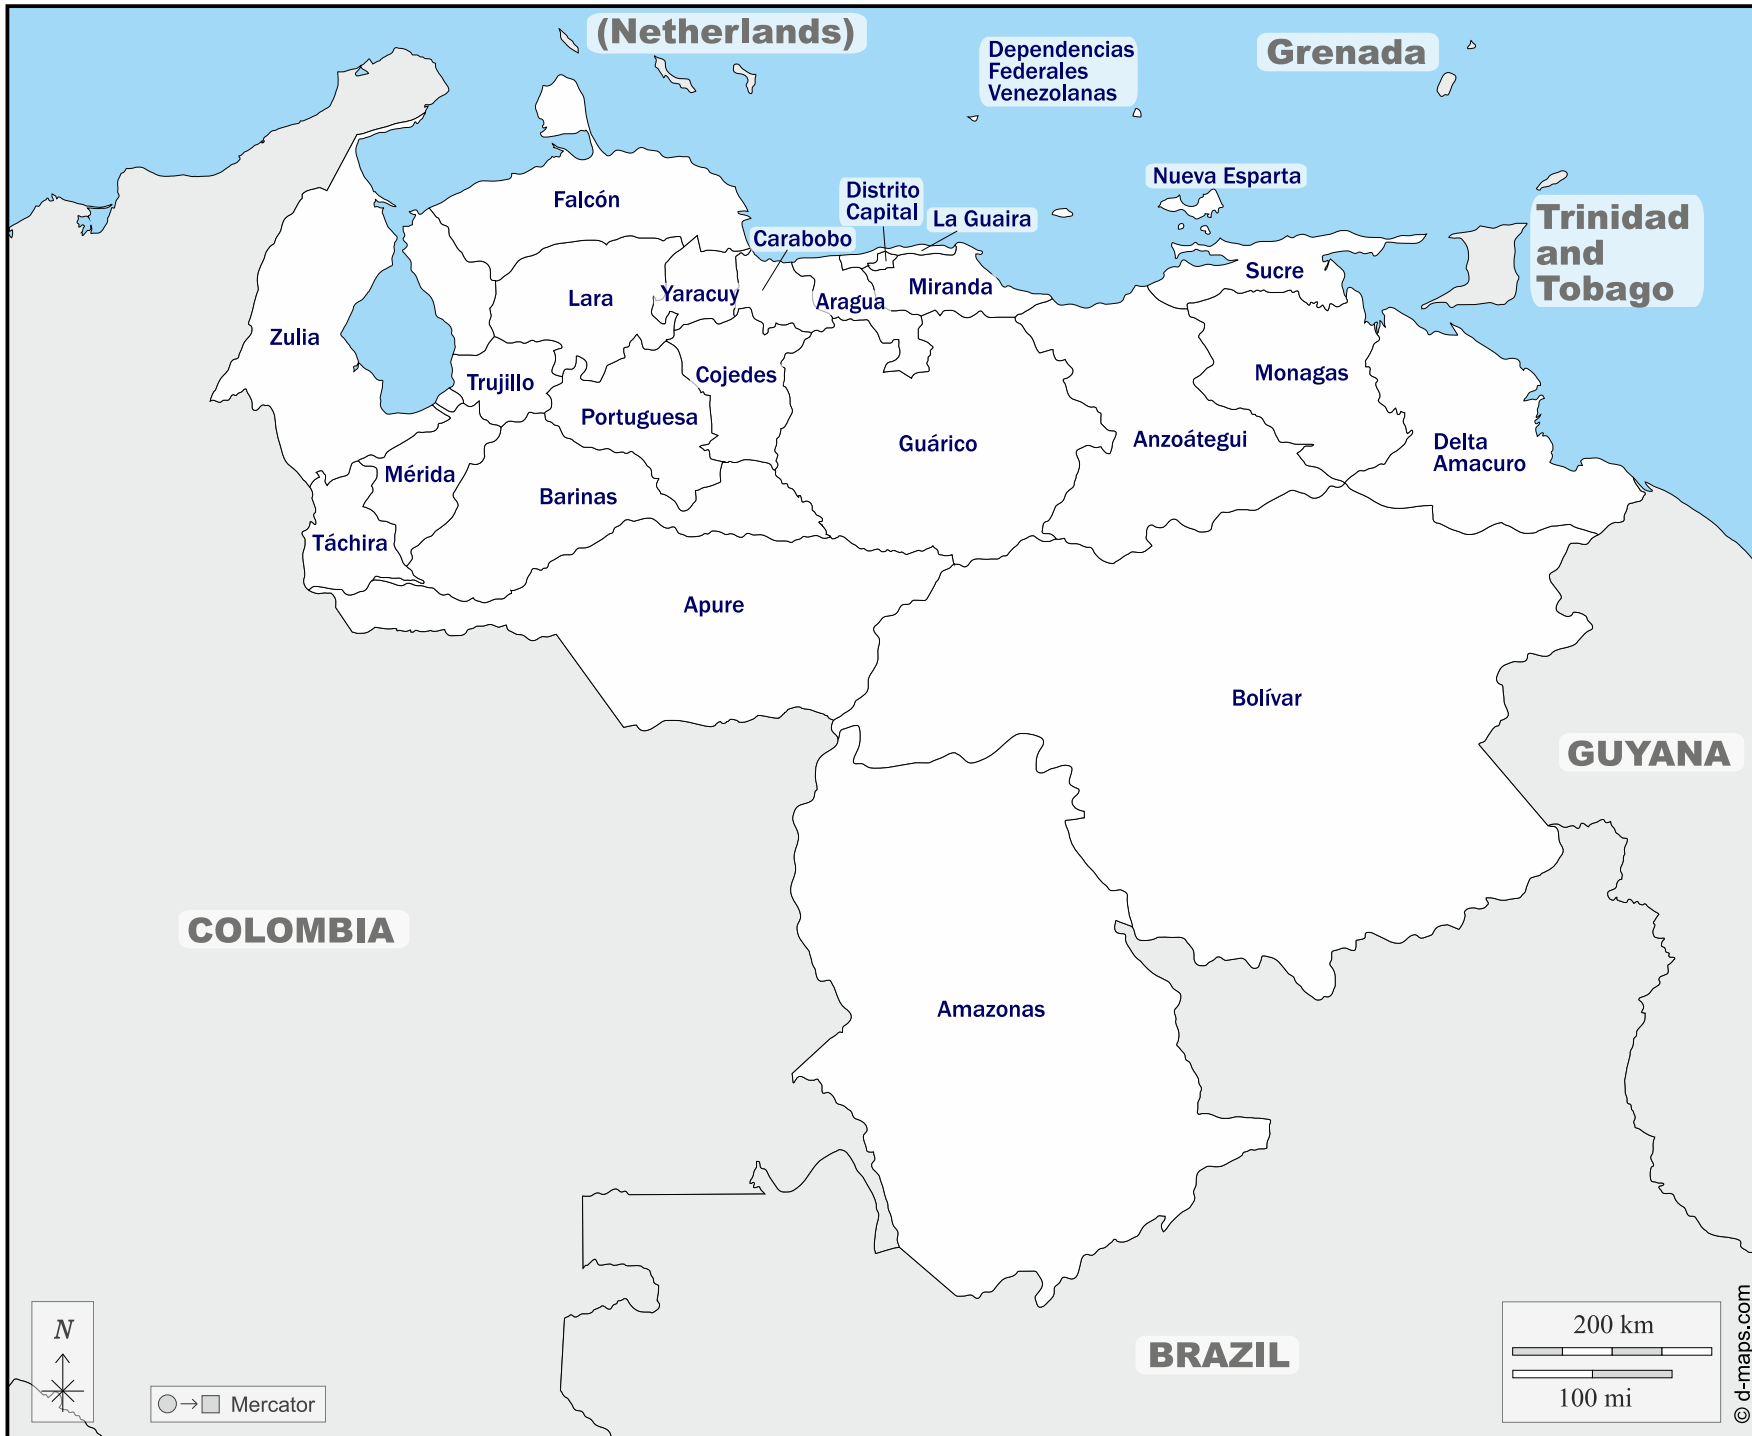 (Netherlands)
Dependencias
Federales
Venezolanas
Grenada
Nueva Esparta
Distrito
Capital
La Guaira
Falcón
Carabobo
Trinidad
and
Tobago
Sucre
Lara
Yaracuy
Aragua
Miranda
Zulia
Trujillo
Cojedes
Monagas
Portuguesa
Guárico
Anzoátegui
Delta
Amacuro
Mérida
Barinas
Táchira
Apure
Bolívar
GUYANA
COLOMBIA
Amazonas
BRAZIL
N
Mercator
200 km
100 mi
© d-maps.com